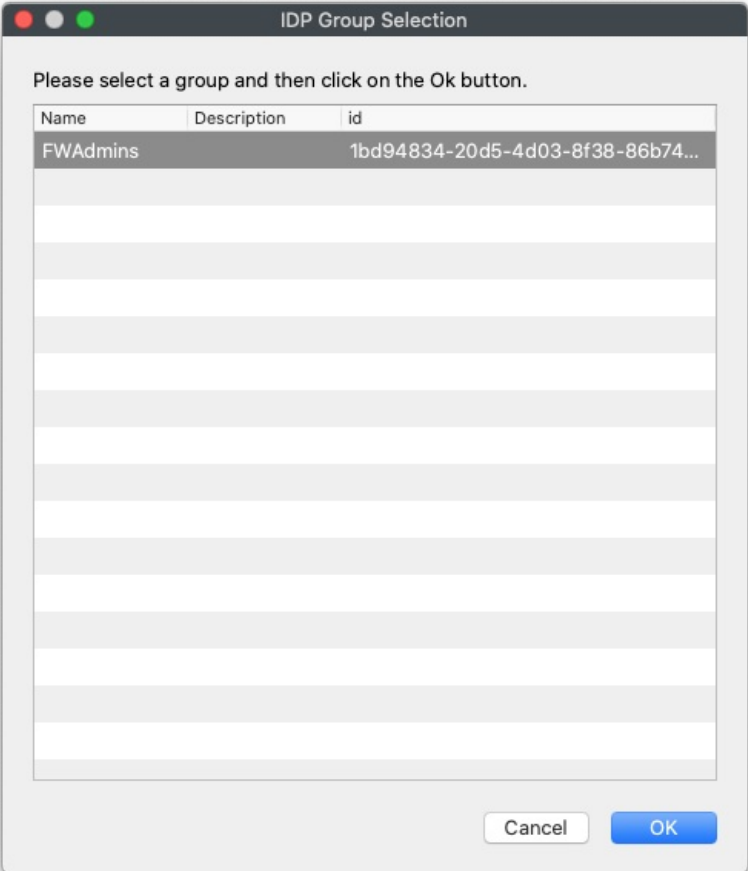 IDP Group Selection
Please select a group and then click on the Ok button.
Name Description id
FWAdmins 1bd94834-20d5-4d03-8f38-86b74...
Cancel OK